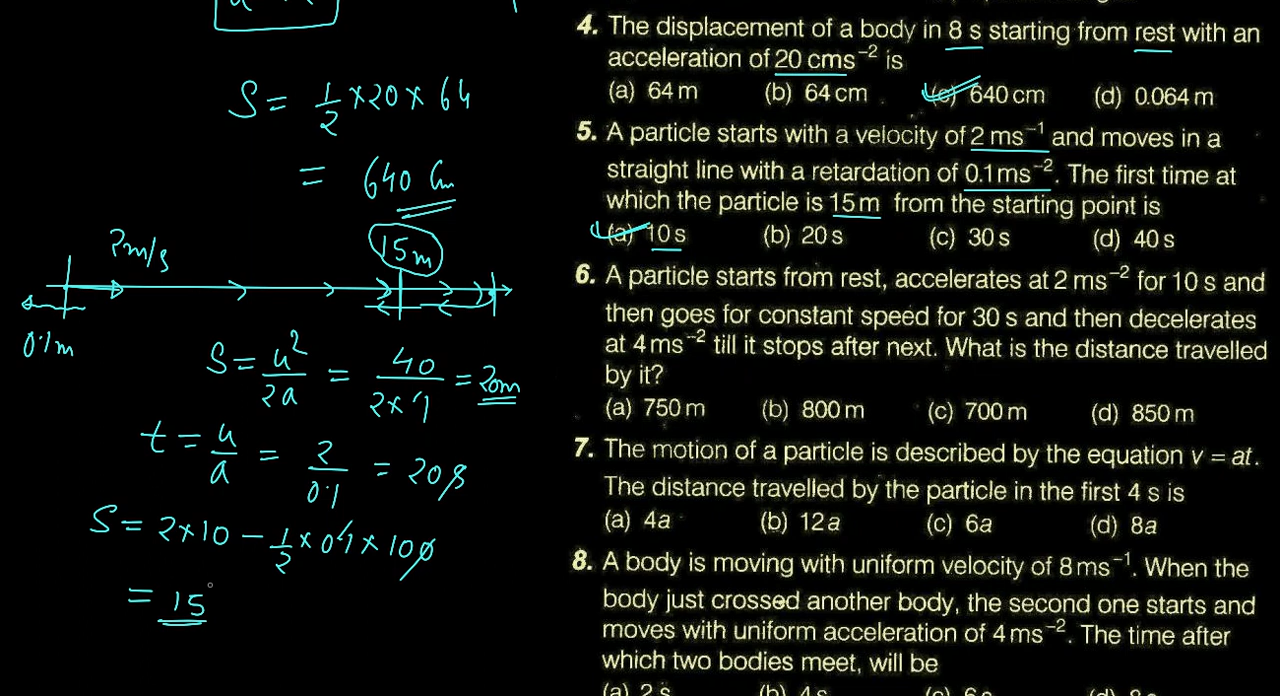 S = 1/2 × 20 × 64
= 640 Cm
2m/s
15m
0.1m
S = u²/2a = 40/2×1 = 20m
t = u/a = 2/0.1 = 20s
S = 2×10 − 1/2 × 0.1 × 100
= 15
4. The displacement of a body in 8 s starting from rest with an
acceleration of 20 cms⁻² is
(a) 64 m (b) 64 cm (c) 640 cm (d) 0.064 m
5. A particle starts with a velocity of 2 ms⁻¹ and moves in a
straight line with a retardation of 0.1 ms⁻². The first time at
which the particle is 15 m from the starting point is
(a) 10 s (b) 20 s (c) 30 s (d) 40 s
6. A particle starts from rest, accelerates at 2 ms⁻² for 10 s and
then goes for constant speed for 30 s and then decelerates
at 4 ms⁻² till it stops after next. What is the distance travelled
by it?
(a) 750 m (b) 800 m (c) 700 m (d) 850 m
7. The motion of a particle is described by the equation v = at.
The distance travelled by the particle in the first 4 s is
(a) 4a (b) 12a (c) 6a (d) 8a
8. A body is moving with uniform velocity of 8 ms⁻¹. When the
body just crossed another body, the second one starts and
moves with uniform acceleration of 4 ms⁻². The time after
which two bodies meet, will be
(a) 2 s (b) 4 s (c) 6 s (d)